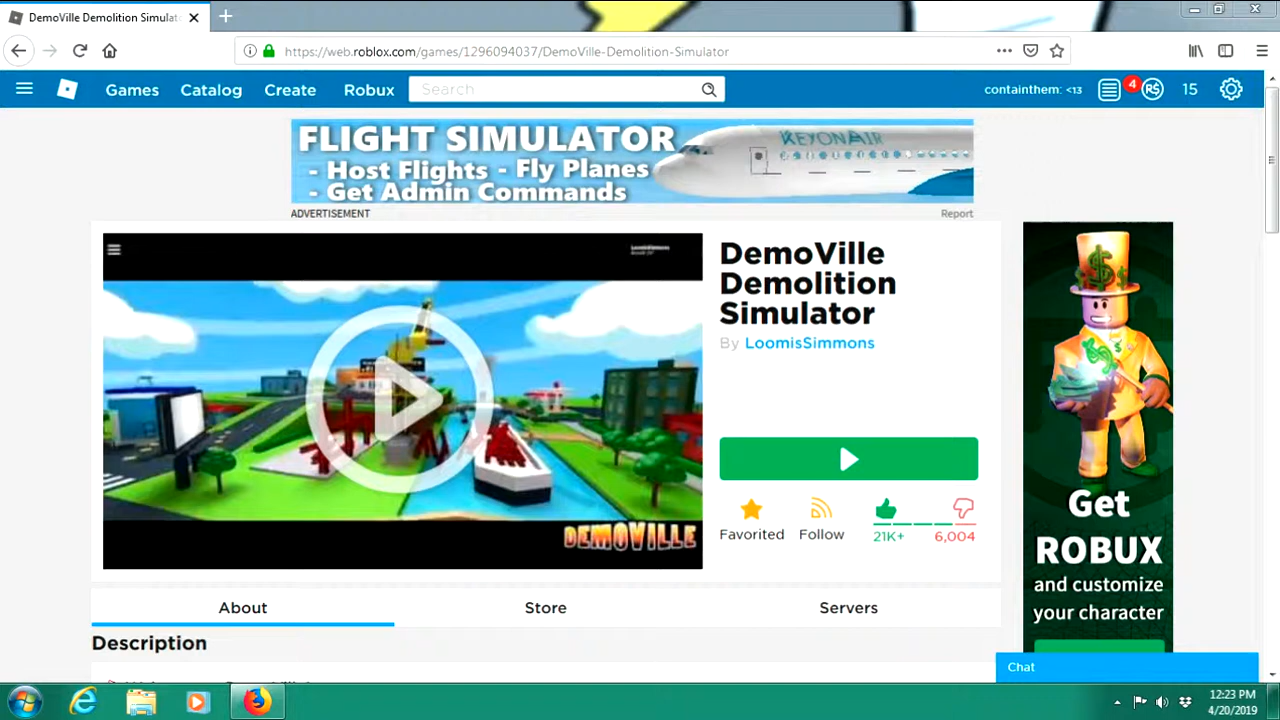 DemoVille Demolition Simulat
https://web.roblox.com/games/1296094037/DemoVille-Demolition-Simulator
Games Catalog Create Robux Search containthem: <13 4 R$ 15
FLIGHT SIMULATOR
- Host Flights - Fly Planes
- Get Admin Commands
KEYONAIR
ADVERTISEMENT Report
DemoVille
Demolition
Simulator
By LoomisSimmons
DEMOVILLE
Favorited Follow 21K+ 6,004
Get
ROBUX
and customize
your character
About Store Servers
Description
Chat
12:23 PM
4/20/2019